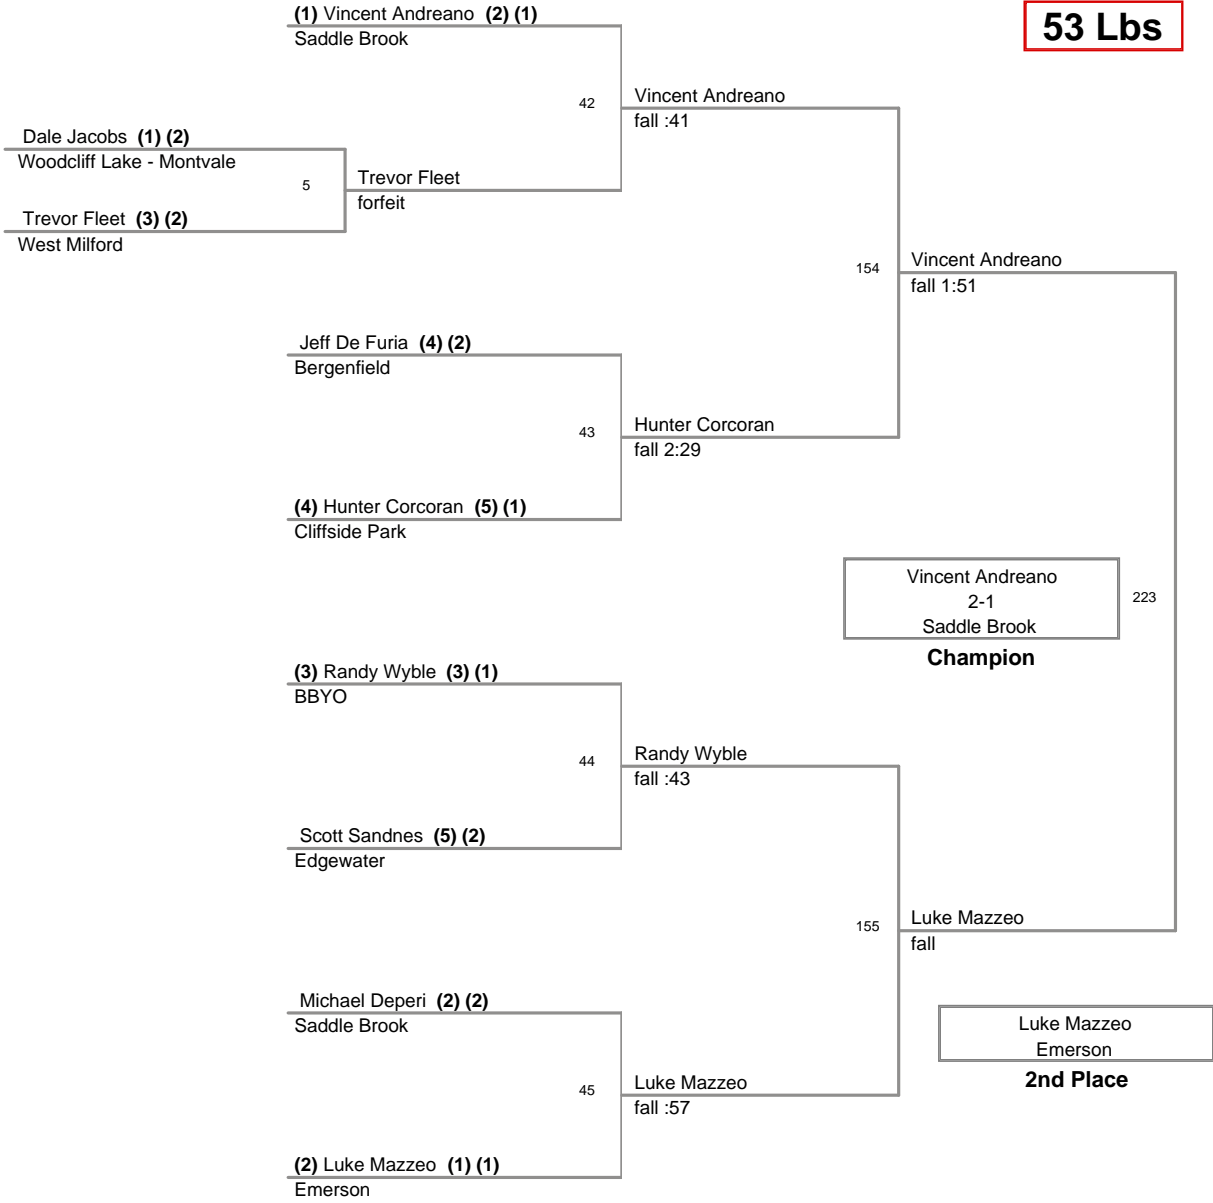 (1) Vincent Andreano (2) (1)
Saddle Brook
53 Lbs
42
Vincent Andreano
fall :41
Dale Jacobs (1) (2)
Woodcliff Lake - Montvale
5
Trevor Fleet
forfeit
Trevor Fleet (3) (2)
West Milford
154
Vincent Andreano
fall 1:51
Jeff De Furia (4) (2)
Bergenfield
43
Hunter Corcoran
fall 2:29
(4) Hunter Corcoran (5) (1)
Cliffside Park
Vincent Andreano
2-1
Saddle Brook
Champion
223
(3) Randy Wyble (3) (1)
BBYO
44
Randy Wyble
fall :43
Scott Sandnes (5) (2)
Edgewater
155
Luke Mazzeo
fall
Michael Deperi (2) (2)
Saddle Brook
Luke Mazzeo
Emerson
2nd Place
45
Luke Mazzeo
fall :57
(2) Luke Mazzeo (1) (1)
Emerson